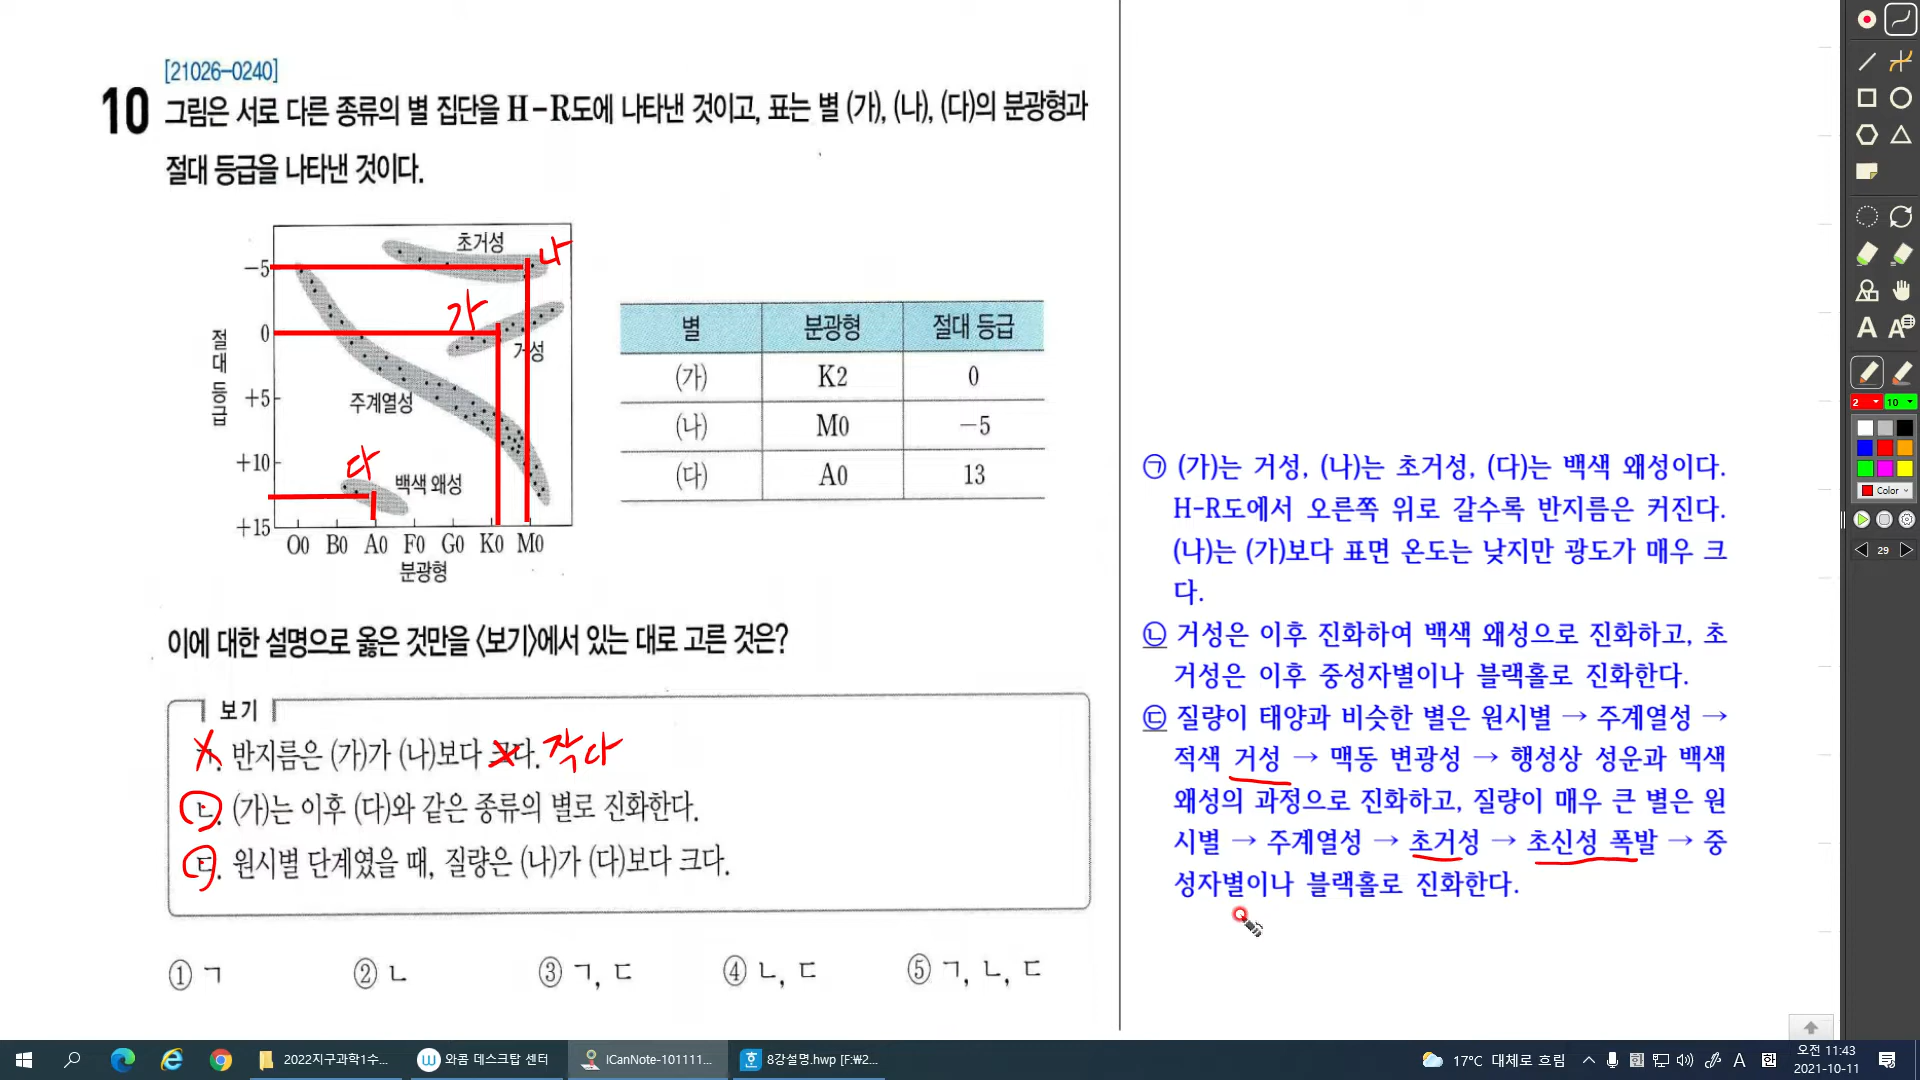 [21026-0240]
10 그림은 서로 다른 종류의 별 집단을 H-R도에 나타낸 것이고, 표는 별 (가), (나), (다)의 분광형과
절대 등급을 나타낸 것이다.
초거성
나
-5
가
0
거성
절대 등급
+5
주계열성
다
+10
백색 왜성
+15
O0 B0 A0 F0 G0 K0 M0
분광형
별 분광형 절대 등급
(가) K2 0
(나) M0 -5
(다) A0 13
이에 대한 설명으로 옳은 것만을 <보기>에서 있는 대로 고른 것은?
보기
ㄱ. 반지름은 (가)가 (나)보다 크다. 작다
ㄴ. (가)는 이후 (다)와 같은 종류의 별로 진화한다.
ㄷ. 원시별 단계였을 때, 질량은 (나)가 (다)보다 크다.
① ㄱ ② ㄴ ③ ㄱ, ㄷ ④ ㄴ, ㄷ ⑤ ㄱ, ㄴ, ㄷ
㉠ (가)는 거성, (나)는 초거성, (다)는 백색 왜성이다.
H-R도에서 오른쪽 위로 갈수록 반지름은 커진다.
(나)는 (가)보다 표면 온도는 낮지만 광도가 매우 크
다.
㉡ 거성은 이후 진화하여 백색 왜성으로 진화하고, 초
거성은 이후 중성자별이나 블랙홀로 진화한다.
㉢ 질량이 태양과 비슷한 별은 원시별 → 주계열성 →
적색 거성 → 맥동 변광성 → 행성상 성운과 백색
왜성의 과정으로 진화하고, 질량이 매우 큰 별은 원
시별 → 주계열성 → 초거성 → 초신성 폭발 → 중
성자별이나 블랙홀로 진화한다.
A A
2 10
Color
29
2022지구과학1수...
와콤 데스크탑 센터
ICanNote-101111...
8강설명.hwp [F:₩2...
17°C 대체로 흐림
A 한
오전 11:43
2021-10-11